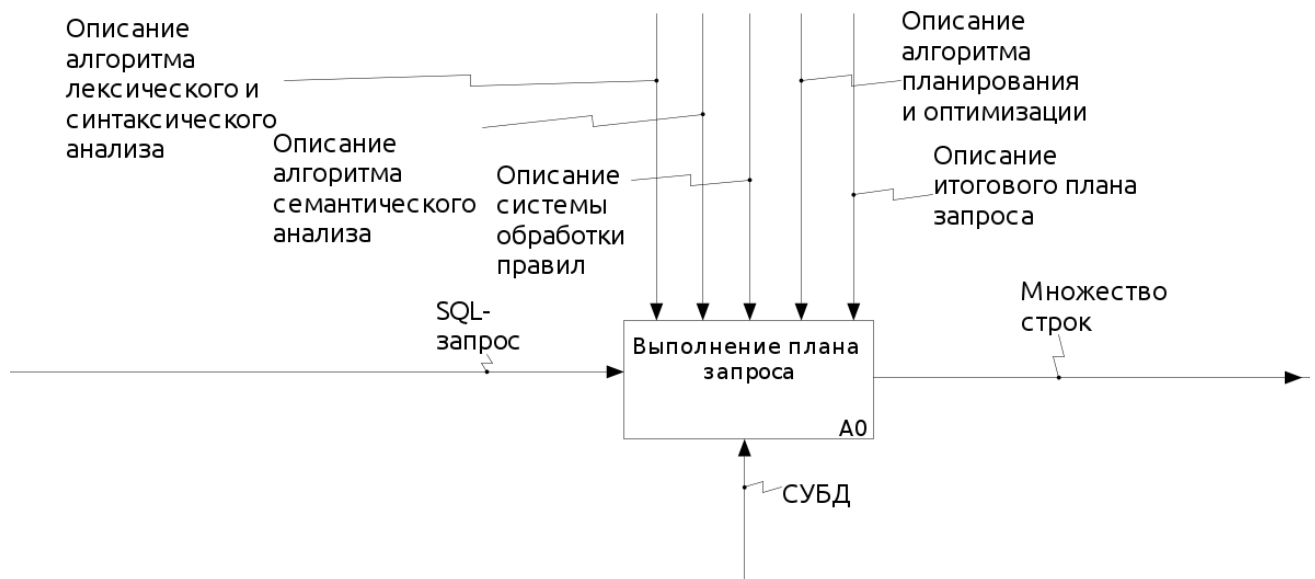 Описание
алгоритма
лексического и
синтаксического
анализа
Описание
алгоритма
семантического
анализа
Описание
системы
обработки
правил
Описание
алгоритма
планирования
и оптимизации
Описание
итогового плана
запроса
SQL-
запрос
Выполнение плана
запроса
A0
Множество
строк
СУБД